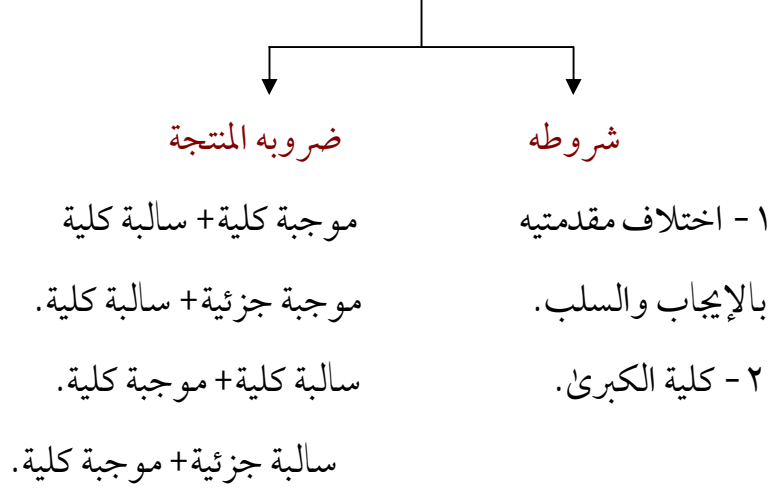 شروطه ضروبه المنتجة
١ - اختلاف مقدمتيه موجبة كلية + سالبة كلية
بالإيجاب والسلب. موجبة جزئية + سالبة كلية.
٢ - كلية الكبرىٰ. سالبة كلية + موجبة كلية.
سالبة جزئية + موجبة كلية.